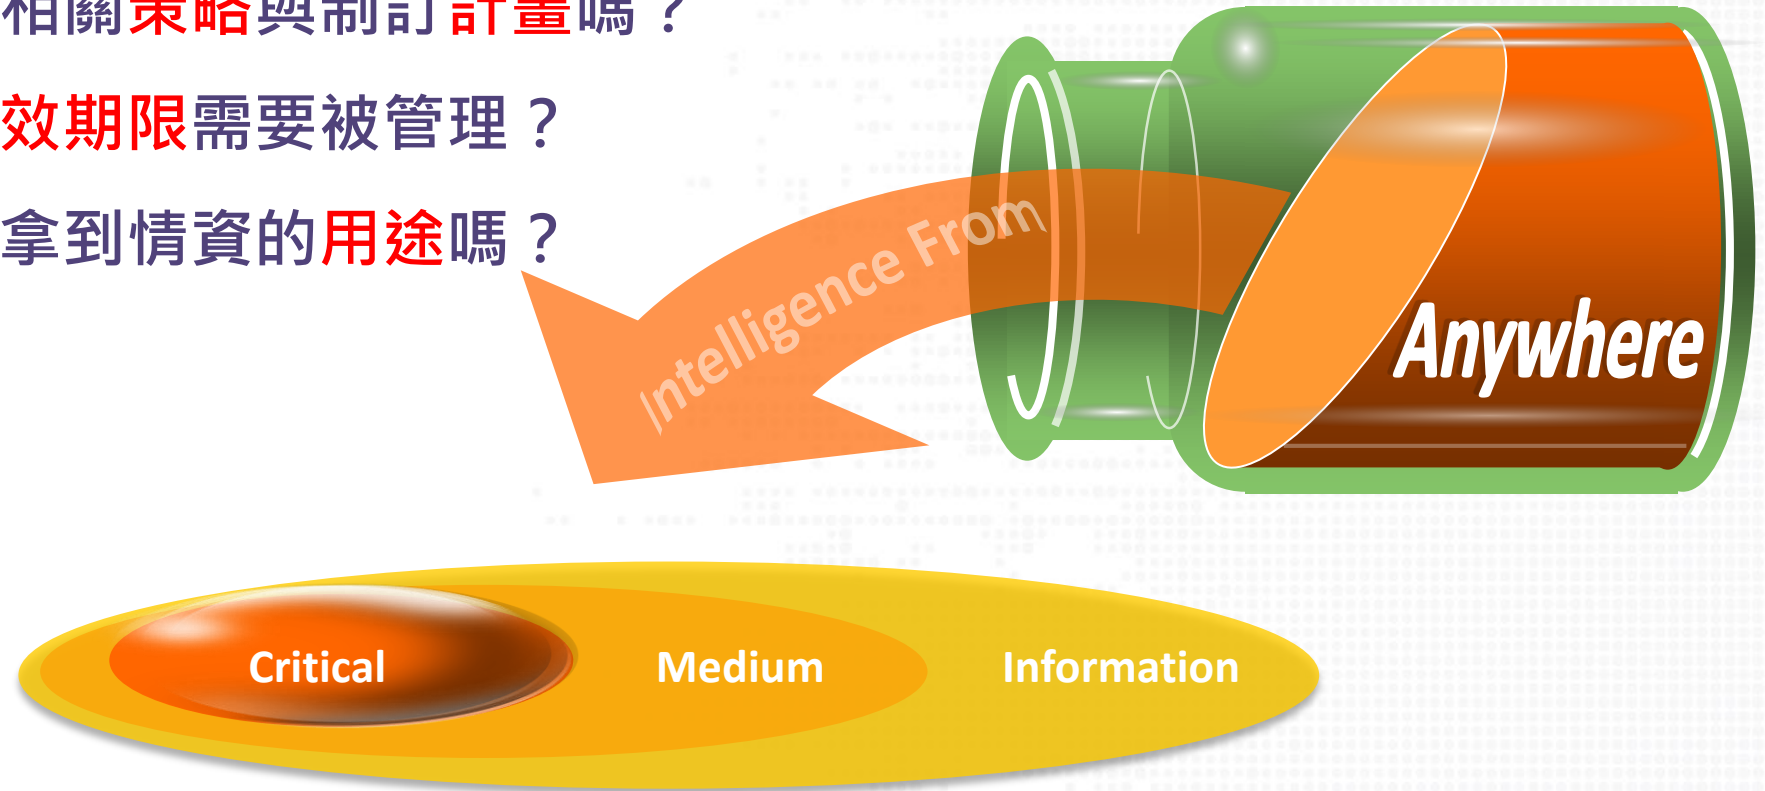 相關策略與制訂計畫嗎？
效期限需要被管理？
拿到情資的用途嗎？
Intelligence From
Anywhere
Critical
Medium
Information